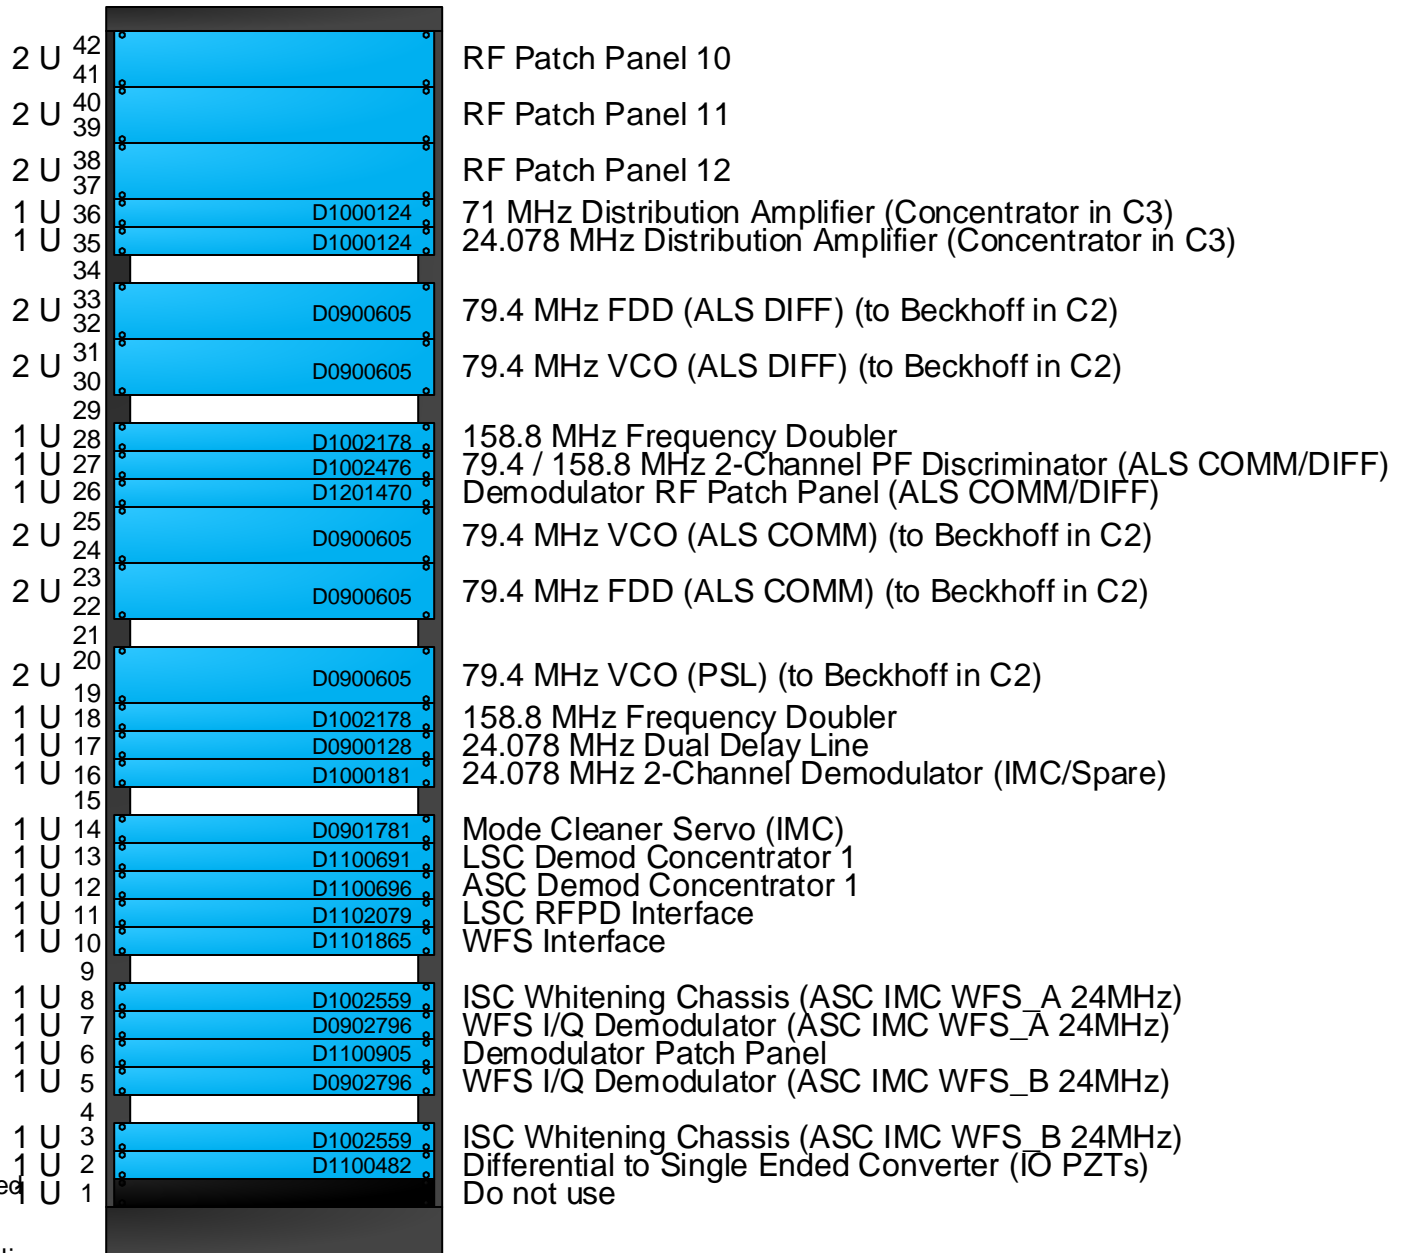 2 U 42 41 RF Patch Panel 10
2 U 40 39 RF Patch Panel 11
2 U 38 37 RF Patch Panel 12
1 U 36 D1000124 71 MHz Distribution Amplifier (Concentrator in C3)
1 U 35 D1000124 24.078 MHz Distribution Amplifier (Concentrator in C3)
34
2 U 33 32 D0900605 79.4 MHz FDD (ALS DIFF) (to Beckhoff in C2)
2 U 31 30 D0900605 79.4 MHz VCO (ALS DIFF) (to Beckhoff in C2)
29
1 U 28 D1002178 158.8 MHz Frequency Doubler
1 U 27 D1002476 79.4 / 158.8 MHz 2-Channel PF Discriminator (ALS COMM/DIFF)
1 U 26 D1201470 Demodulator RF Patch Panel (ALS COMM/DIFF)
2 U 25 24 D0900605 79.4 MHz VCO (ALS COMM) (to Beckhoff in C2)
2 U 23 22 D0900605 79.4 MHz FDD (ALS COMM) (to Beckhoff in C2)
21
2 U 20 19 D0900605 79.4 MHz VCO (PSL) (to Beckhoff in C2)
1 U 18 D1002178 158.8 MHz Frequency Doubler
1 U 17 D0900128 24.078 MHz Dual Delay Line
1 U 16 D1000181 24.078 MHz 2-Channel Demodulator (IMC/Spare)
15
1 U 14 D0901781 Mode Cleaner Servo (IMC)
1 U 13 D1100691 LSC Demod Concentrator 1
1 U 12 D1100696 ASC Demod Concentrator 1
1 U 11 D1102079 LSC RFPD Interface
1 U 10 D1101865 WFS Interface
9
1 U 8 D1002559 ISC Whitening Chassis (ASC IMC WFS_A 24MHz)
1 U 7 D0902796 WFS I/Q Demodulator (ASC IMC WFS_A 24MHz)
1 U 6 D1100905 Demodulator Patch Panel
1 U 5 D0902796 WFS I/Q Demodulator (ASC IMC WFS_B 24MHz)
4
1 U 3 D1002559 ISC Whitening Chassis (ASC IMC WFS_B 24MHz)
1 U 2 D1100482 Differential to Single Ended Converter (IO PZTs)
1 U 1 Do not use